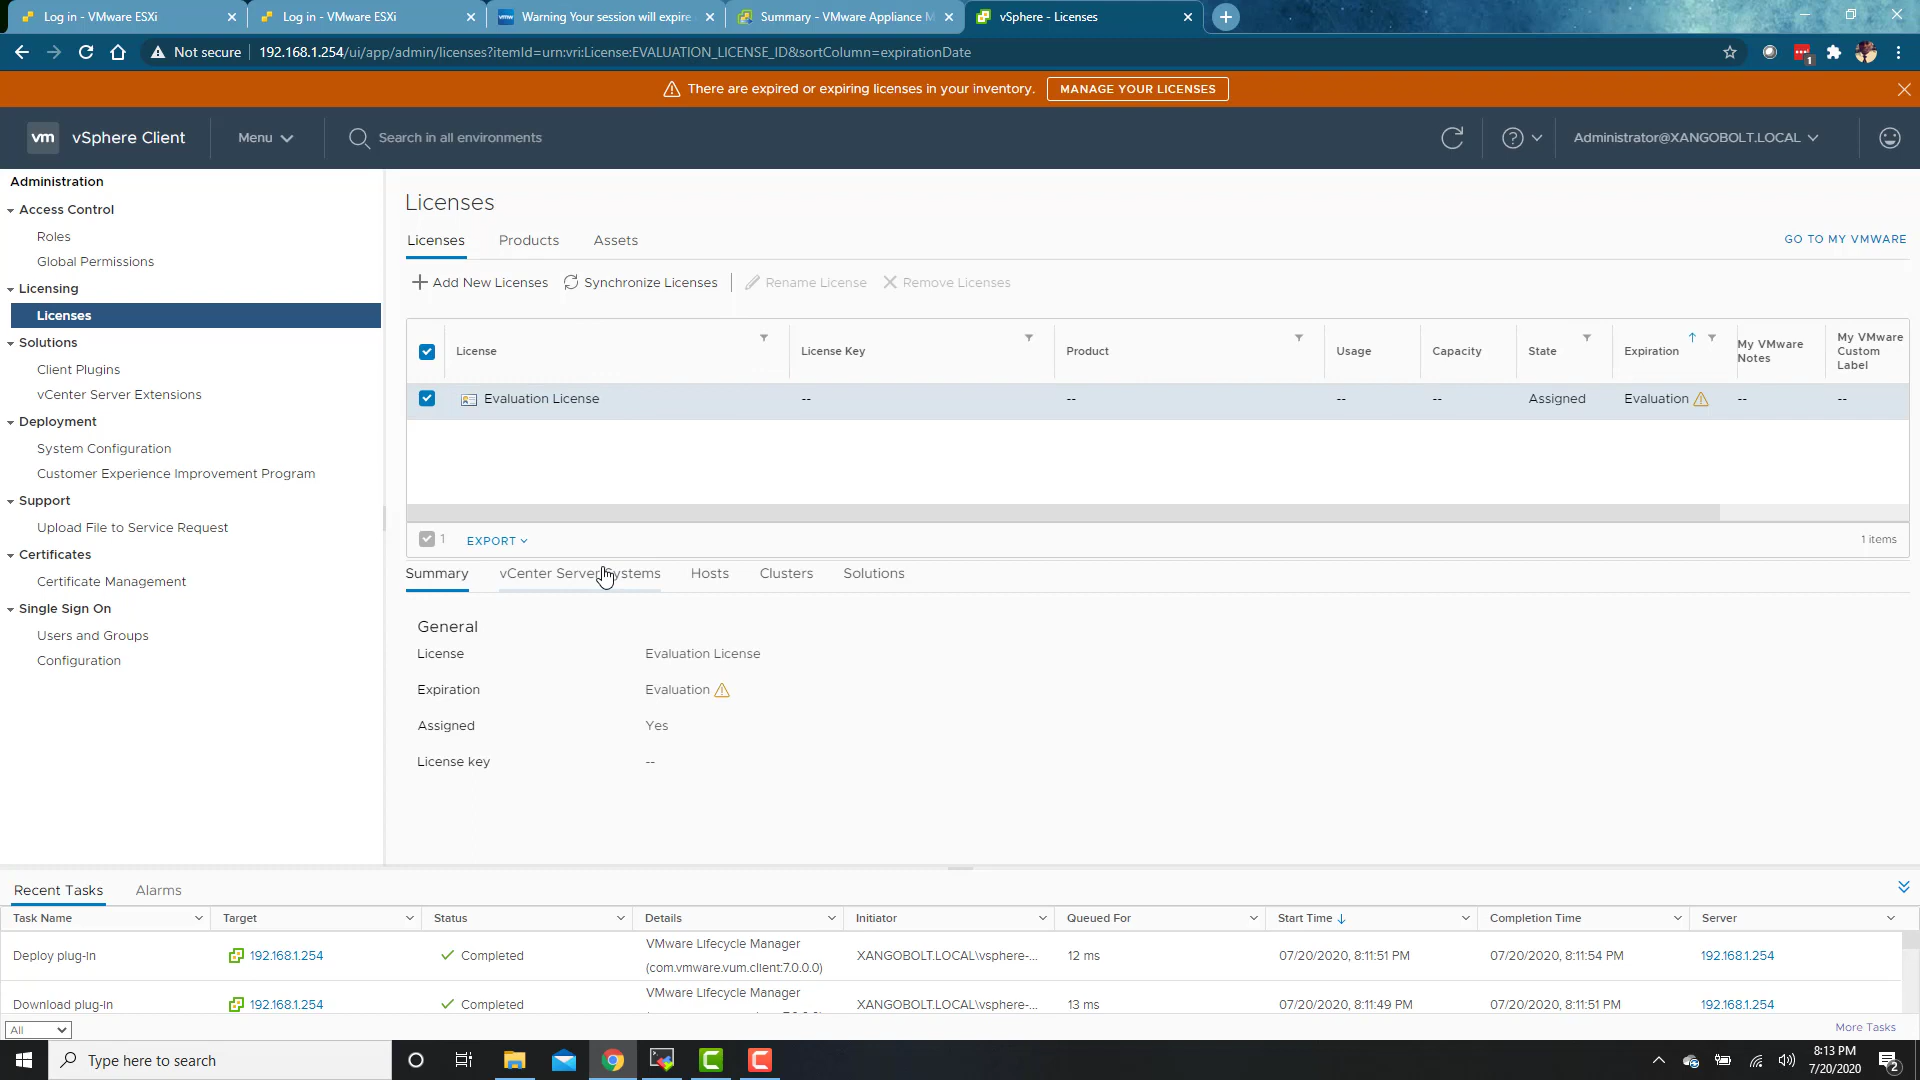 Log in - VMware ESXi
Log in - VMware ESXi
vmw
Warning Your session will expire
Summary - VMware Appliance M
vSphere - Licenses
Not secure
192.168.1.254/ui/app/admin/licenses?itemId=urn:vri:License:EVALUATION_LICENSE_ID&sortColumn=expirationDate
1
There are expired or expiring licenses in your inventory.
MANAGE YOUR LICENSES
vm
vSphere Client
Menu
Search in all environments
Administrator@XANGOBOLT.LOCAL
Administration
Access Control
Roles
Global Permissions
Licensing
Licenses
Solutions
Client Plugins
vCenter Server Extensions
Deployment
System Configuration
Customer Experience Improvement Program
Support
Upload File to Service Request
Certificates
Certificate Management
Single Sign On
Users and Groups
Configuration
Licenses
Licenses Products Assets
GO TO MY VMWARE
Add New Licenses Synchronize Licenses Rename License Remove Licenses
License License Key Product Usage Capacity State Expiration My VMware Notes My VMware Custom Label
Evaluation License -- -- -- -- Assigned Evaluation -- --
1 EXPORT 1 items
Summary vCenter Server Systems Hosts Clusters Solutions
General
License Evaluation License
Expiration Evaluation
Assigned Yes
License key --
Recent Tasks Alarms
Task Name Target Status Details Initiator Queued For Start Time Completion Time Server
Deploy plug-in 192.168.1.254 Completed VMware Lifecycle Manager (com.vmware.vum.client:7.0.0.0) XANGOBOLT.LOCAL\vsphere-... 12 ms 07/20/2020, 8:11:51 PM 07/20/2020, 8:11:54 PM 192.168.1.254
Download plug-in 192.168.1.254 Completed VMware Lifecycle Manager XANGOBOLT.LOCAL\vsphere-... 13 ms 07/20/2020, 8:11:49 PM 07/20/2020, 8:11:51 PM 192.168.1.254
All
More Tasks
Type here to search
8:13 PM
7/20/2020
2